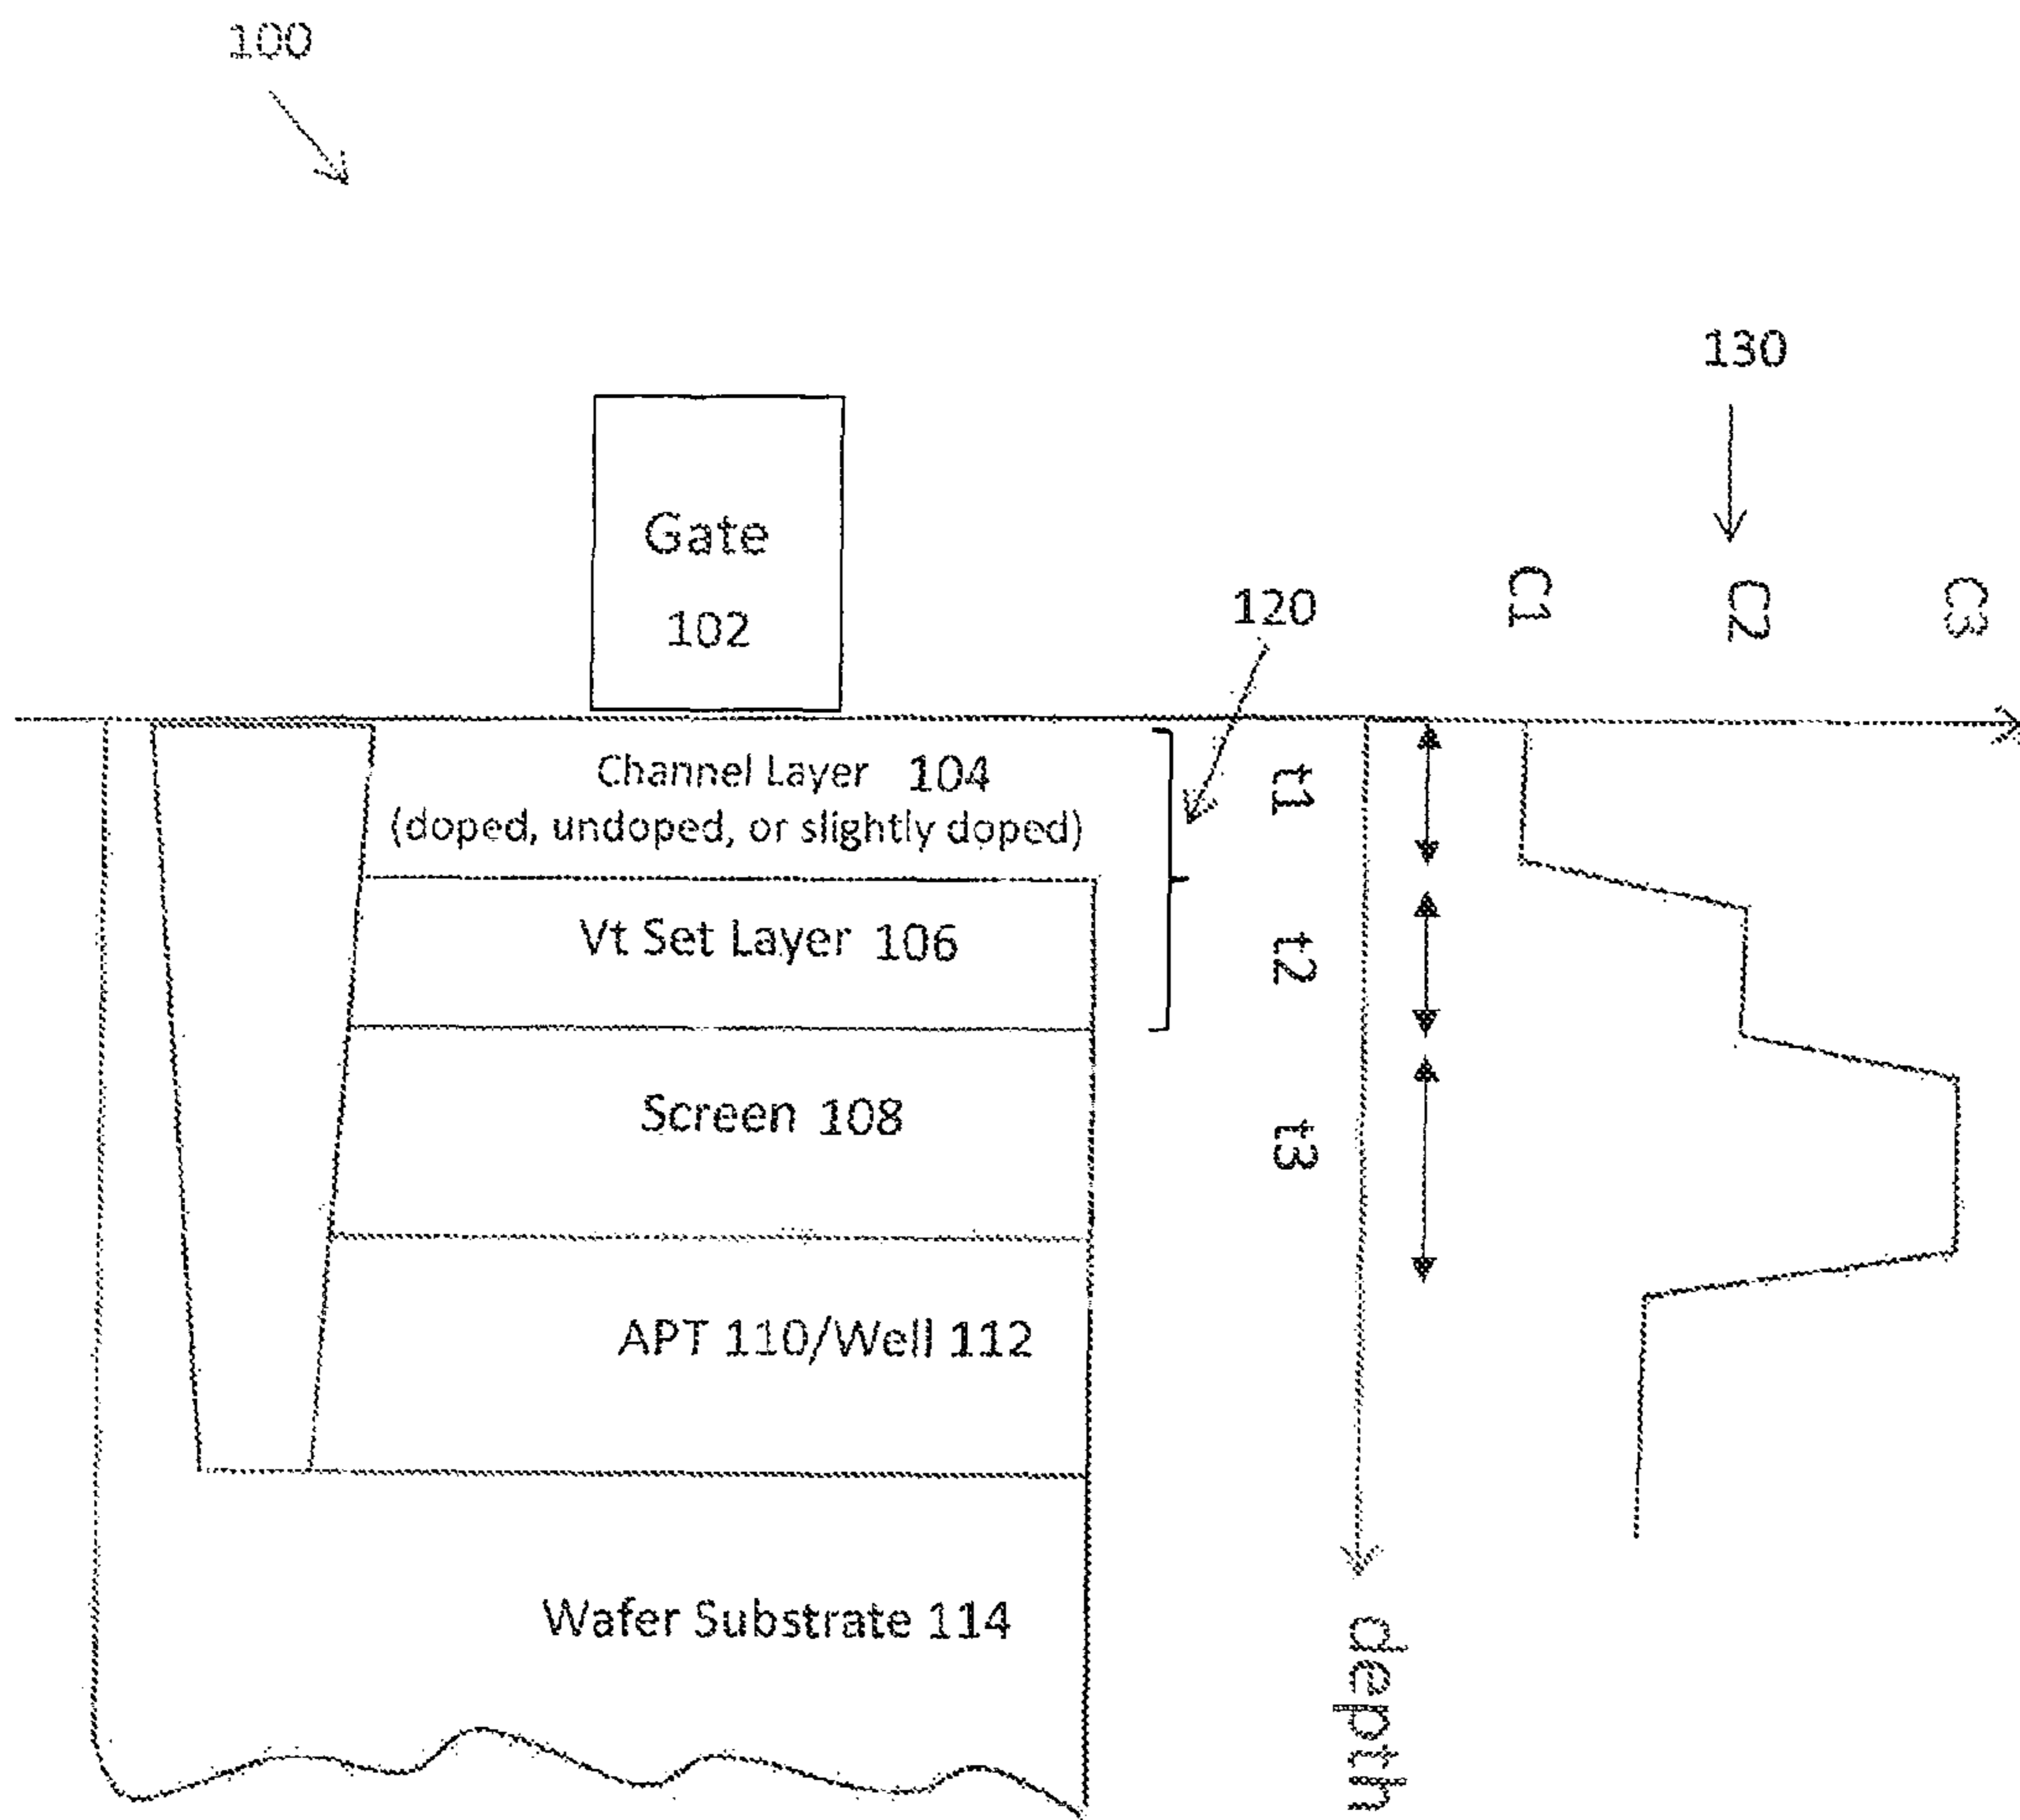 100
130
Gate
102
120
C1
C2
C3
Channel Layer 104
(doped, undoped, or slightly doped)
t1
Vt Set Layer 106
t2
Screen 108
t3
APT 110/Well 112
Wafer Substrate 114
depth